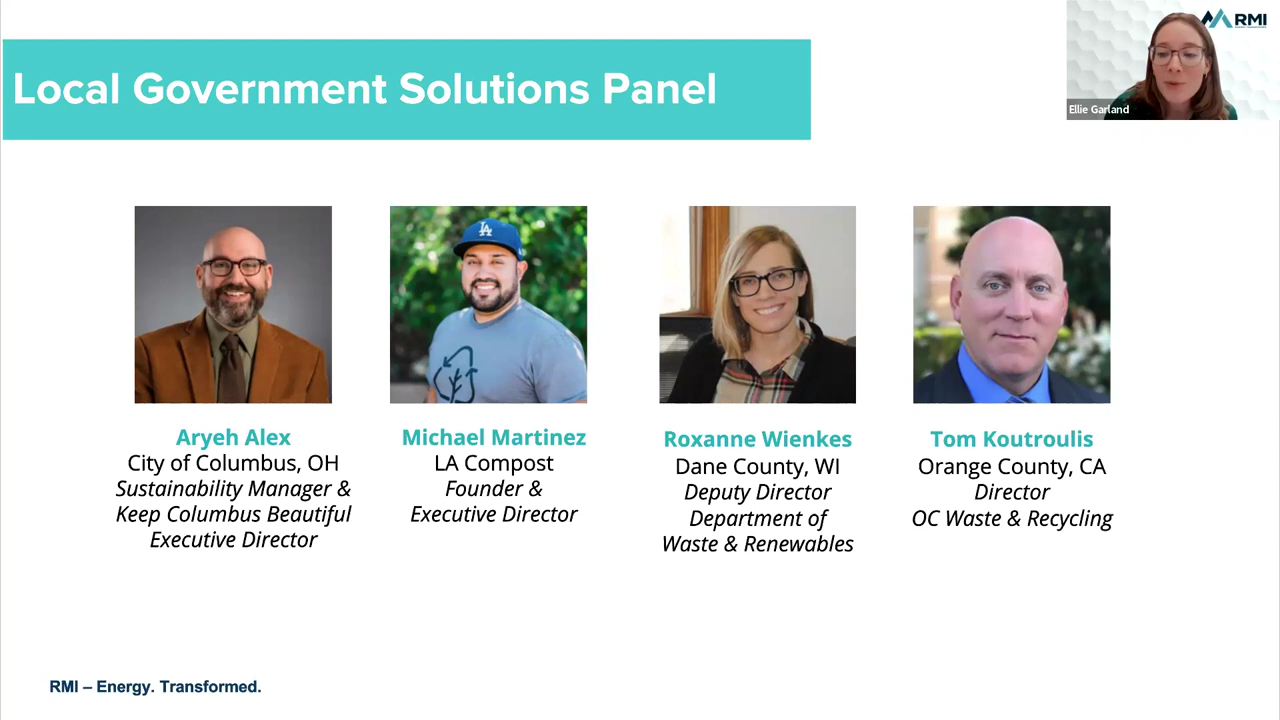 Local Government Solutions Panel
RMI
Ellie Garland
LA
Aryeh Alex
City of Columbus, OH
Sustainability Manager &
Keep Columbus Beautiful
Executive Director
Michael Martinez
LA Compost
Founder &
Executive Director
Roxanne Wienkes
Dane County, WI
Deputy Director
Department of
Waste & Renewables
Tom Koutroulis
Orange County, CA
Director
OC Waste & Recycling
RMI – Energy. Transformed.